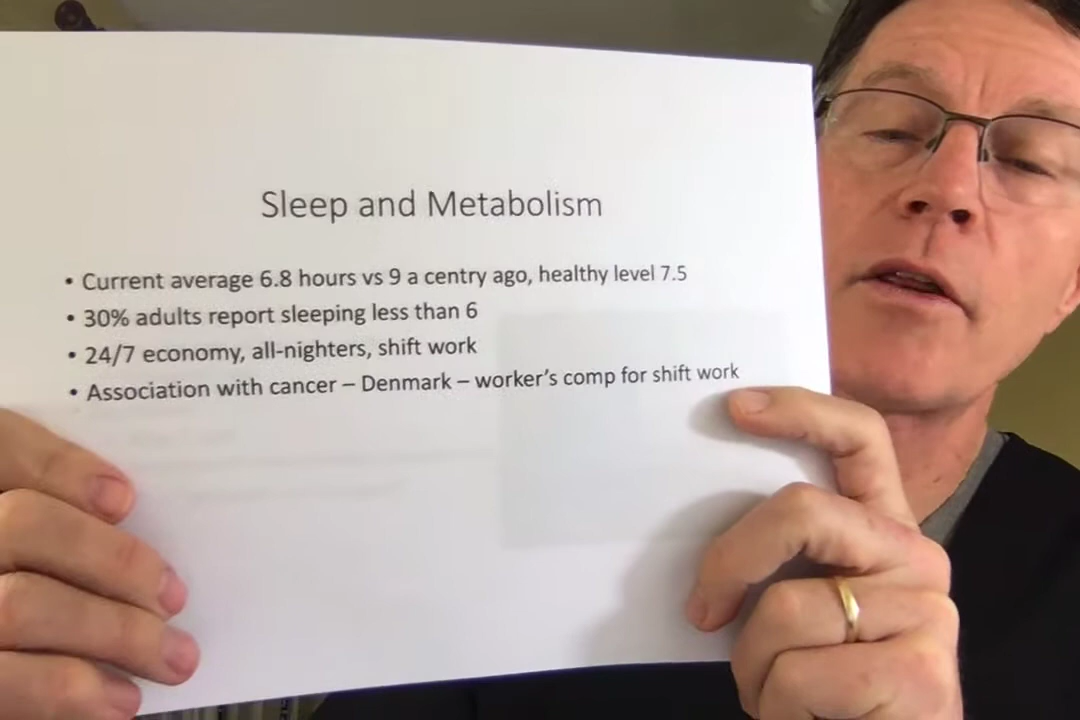 Sleep and Metabolism
• Current average 6.8 hours vs 9 a centry ago, healthy level 7.5
• 30% adults report sleeping less than 6
• 24/7 economy, all-nighters, shift work
• Association with cancer – Denmark – worker's comp for shift work